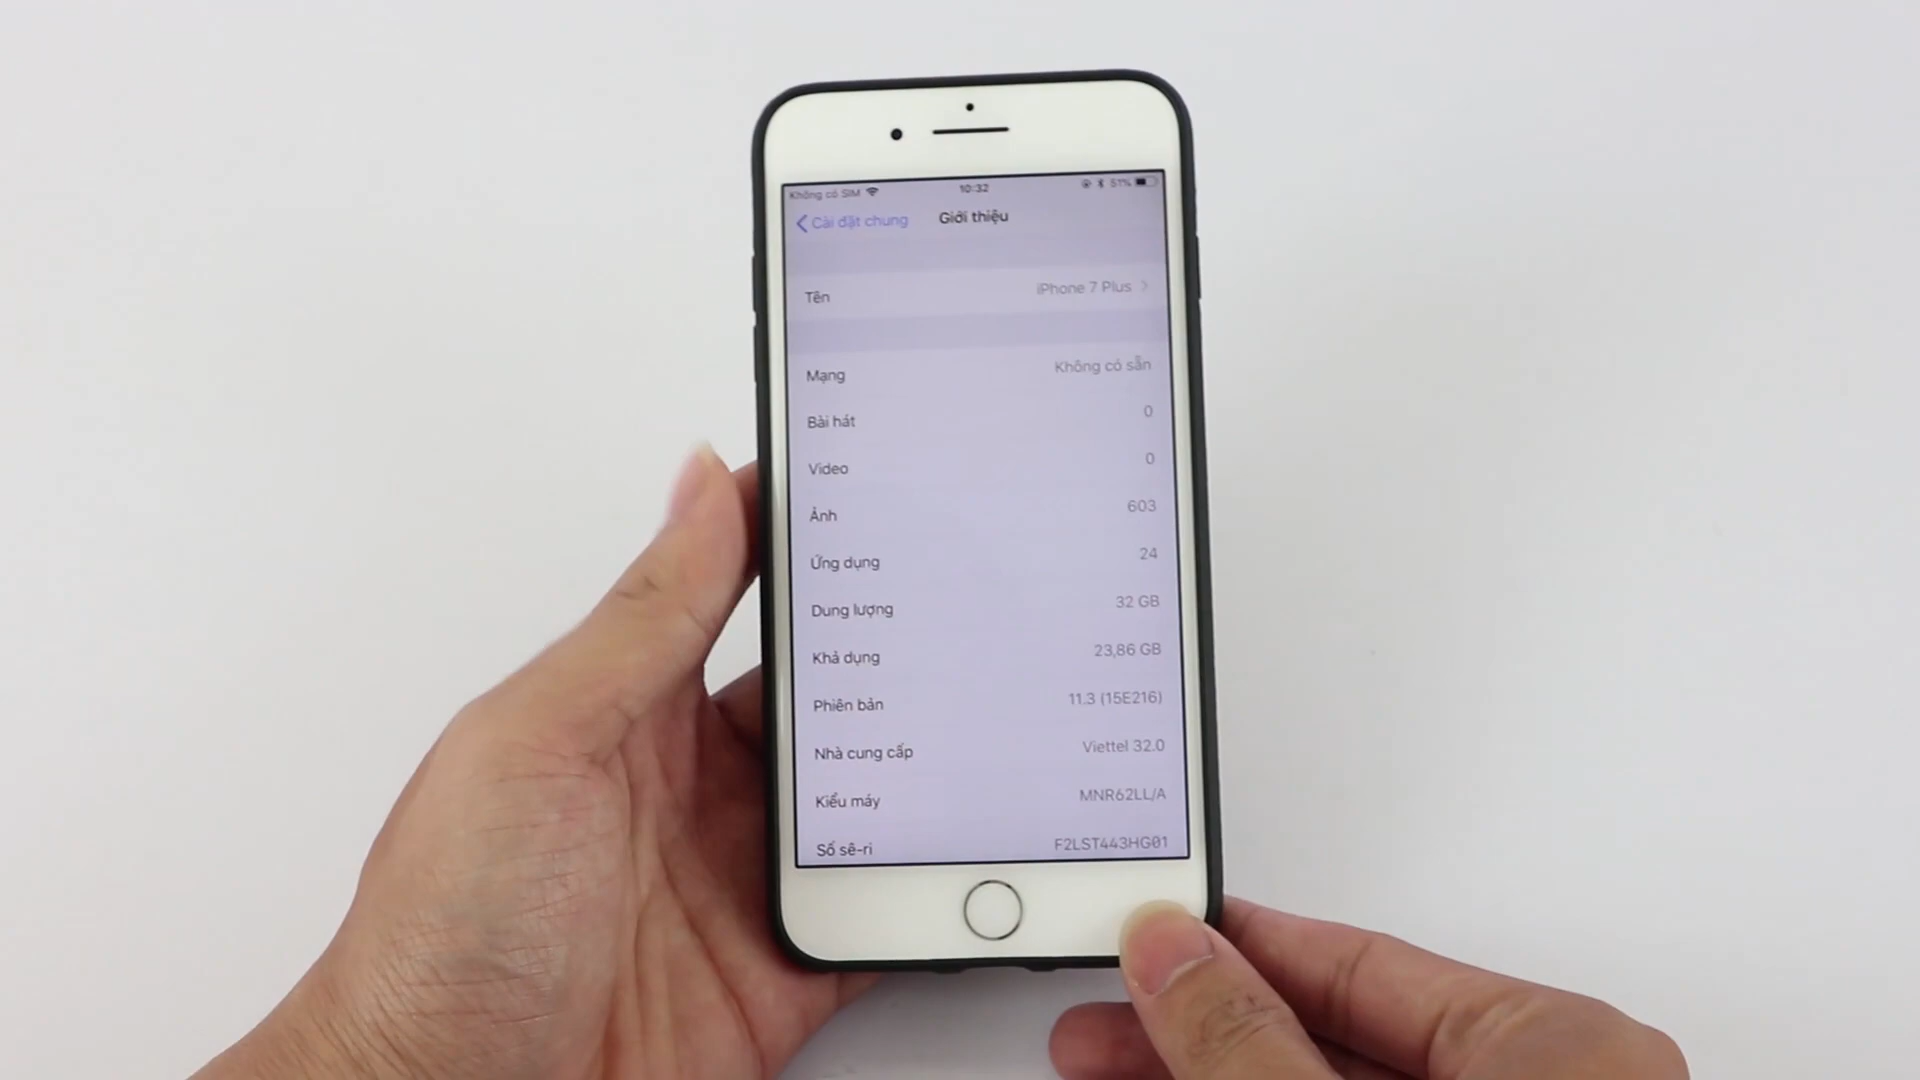 Không có SIM 10:32 51%
Cài đặt chung Giới thiệu
Tên iPhone 7 Plus
Mạng Không có sẵn
Bài hát 0
Video 0
Ảnh 603
Ứng dụng 24
Dung lượng 32 GB
Khả dụng 23,86 GB
Phiên bản 11.3 (15E216)
Nhà cung cấp Viettel 32.0
Kiểu máy MNR62LL/A
Số sê-ri F2LST443HG01